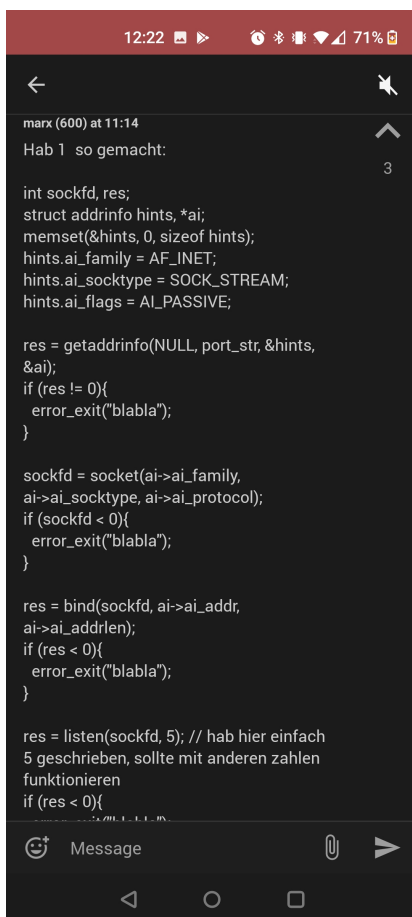 12:22 71%
marx (600) at 11:14
Hab 1 so gemacht:
3
int sockfd, res;
struct addrinfo hints, *ai;
memset(&hints, 0, sizeof hints);
hints.ai_family = AF_INET;
hints.ai_socktype = SOCK_STREAM;
hints.ai_flags = AI_PASSIVE;
res = getaddrinfo(NULL, port_str, &hints,
&ai);
if (res != 0){
error_exit("blabla");
}
sockfd = socket(ai->ai_family,
ai->ai_socktype, ai->ai_protocol);
if (sockfd < 0){
error_exit("blabla");
}
res = bind(sockfd, ai->ai_addr,
ai->ai_addrlen);
if (res < 0){
error_exit("blabla");
}
res = listen(sockfd, 5); // hab hier einfach
5 geschrieben, sollte mit anderen zahlen
funktionieren
if (res < 0){
Message